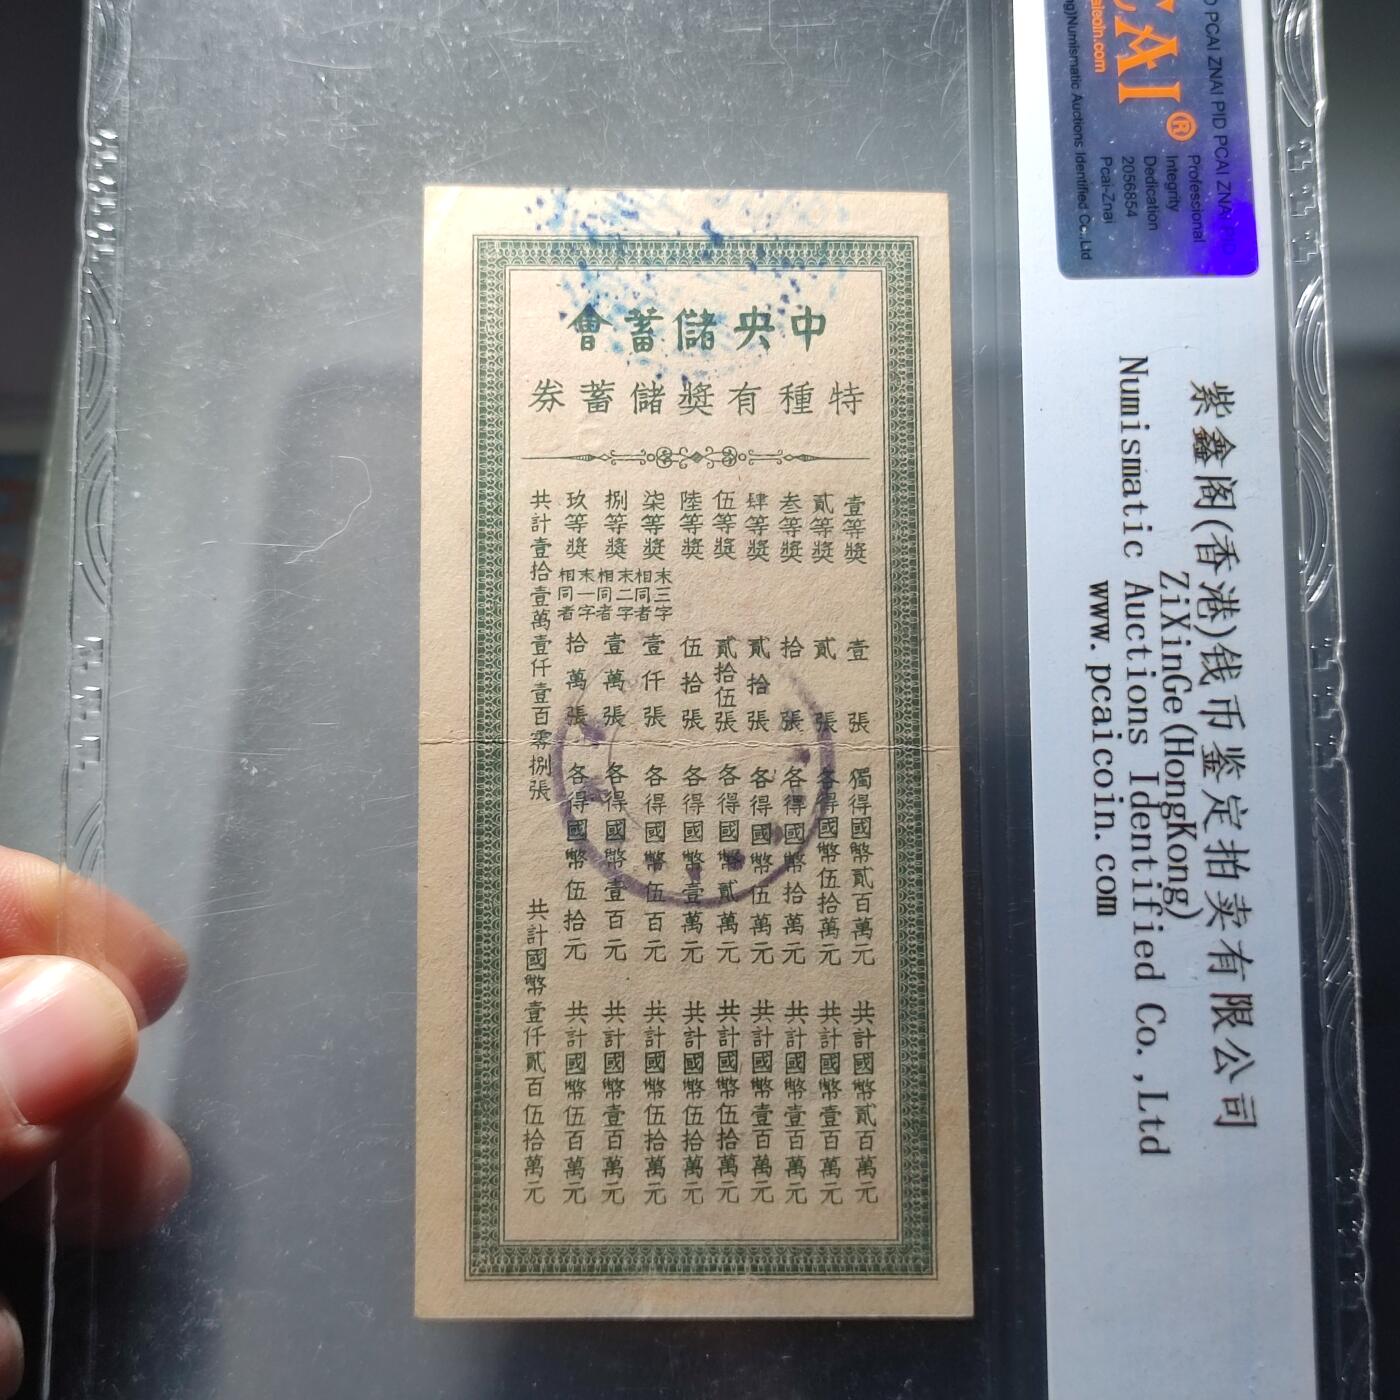 中央儲蓄會
特種有獎儲蓄券
壹等獎 壹張 獨得國幣貳百萬元 共計國幣貳百萬元
貳等獎 貳張 各得國幣伍拾萬元 共計國幣壹百萬元
叁等獎 拾張 各得國幣拾萬元 共計國幣壹百萬元
肆等獎 貳拾張 各得國幣伍萬元 共計國幣壹百萬元
伍等獎 貳拾伍張 各得國幣貳萬元 共計國幣伍拾萬元
陸等獎 伍拾張 各得國幣壹萬元 共計國幣伍拾萬元
柒等獎 末三字相同者 壹仟張 各得國幣伍百元 共計國幣伍拾萬元
捌等獎 末二字相同者 壹萬張 各得國幣壹百元 共計國幣壹百萬元
玖等獎 末一字相同者 拾萬張 各得國幣伍拾元 共計國幣伍百萬元
共計壹拾壹萬壹仟壹百零捌張 共計國幣壹仟貳百伍拾萬元
CAI®
Professional
Integrity
Dedication
2056854
Pcai-Znai
PCAI ZNAI PID PCAI ZNAI PID
Numismatic Auctions Identified Co.,Ltd
紫鑫阁(香港)钱币鉴定拍卖有限公司
ZiXinGe(HongKong)
Numismatic Auctions Identified Co.,Ltd
www.pcaicoin.com